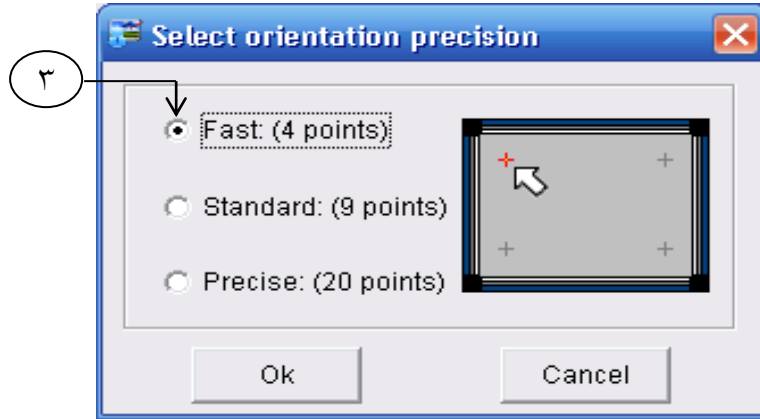 Select orientation precision
٣
Fast: (4 points)
Standard: (9 points)
Precise: (20 points)
Ok
Cancel